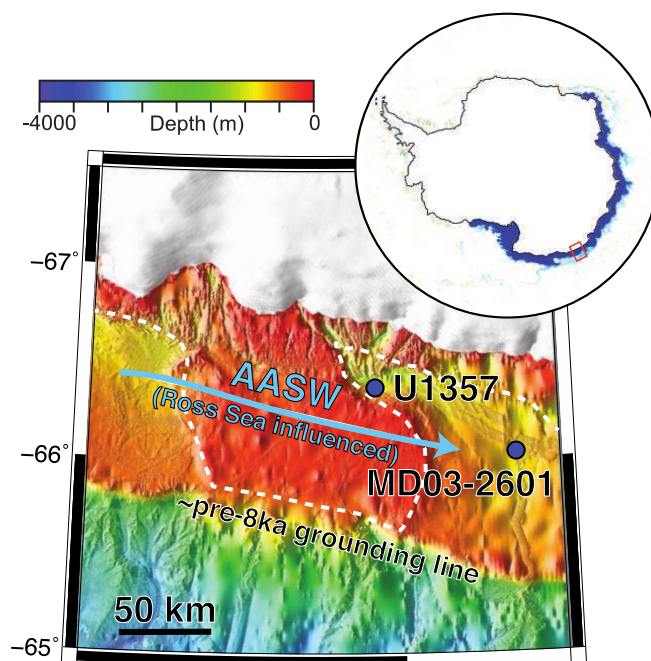 -4000 Depth (m) 0
−67°
AASW
(Ross Sea influenced)
U1357
−66°
MD03-2601
~pre-8ka grounding line
50 km
−65°